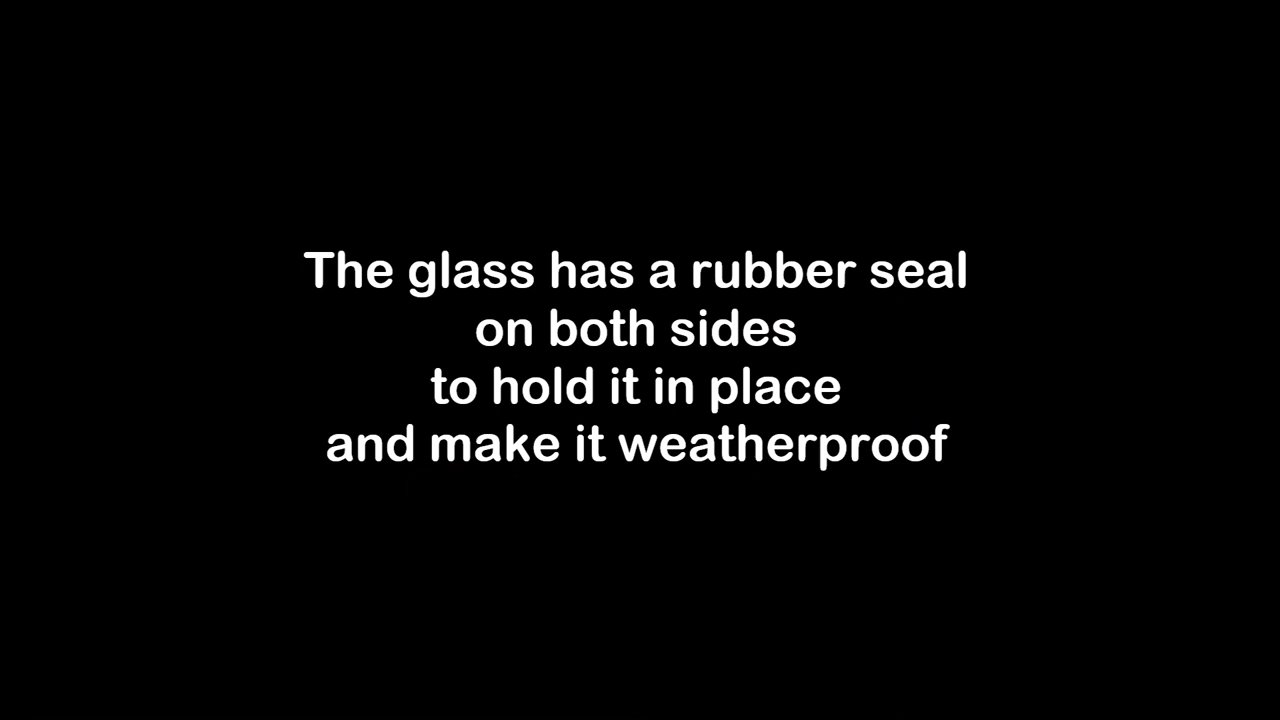 The glass has a rubber seal
on both sides
to hold it in place
and make it weatherproof